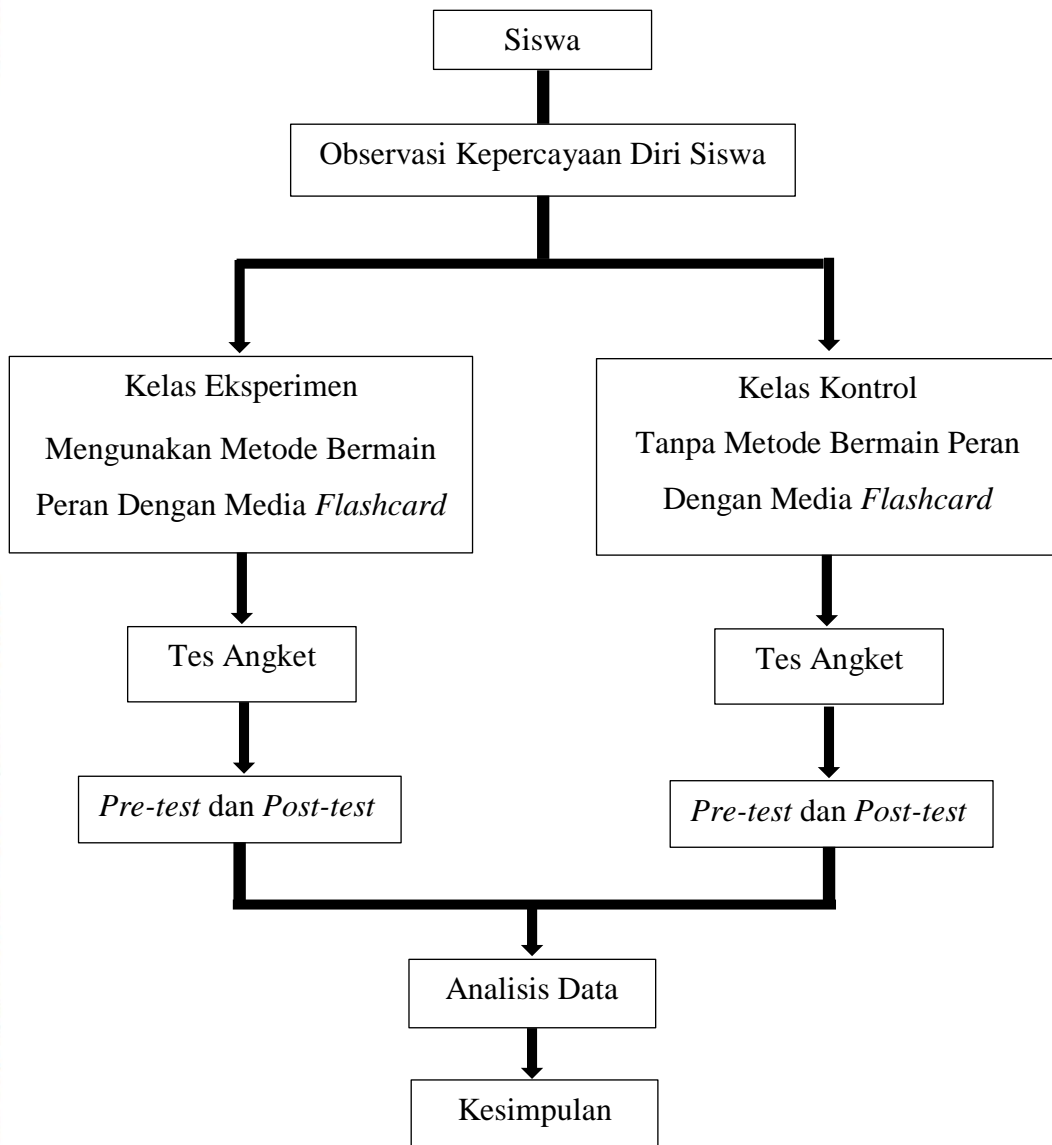 Siswa
Observasi Kepercayaan Diri Siswa
Kelas Eksperimen
Mengunakan Metode Bermain
Peran Dengan Media Flashcard
Kelas Kontrol
Tanpa Metode Bermain Peran
Dengan Media Flashcard
Tes Angket
Tes Angket
Pre-test dan Post-test
Pre-test dan Post-test
Analisis Data
Kesimpulan